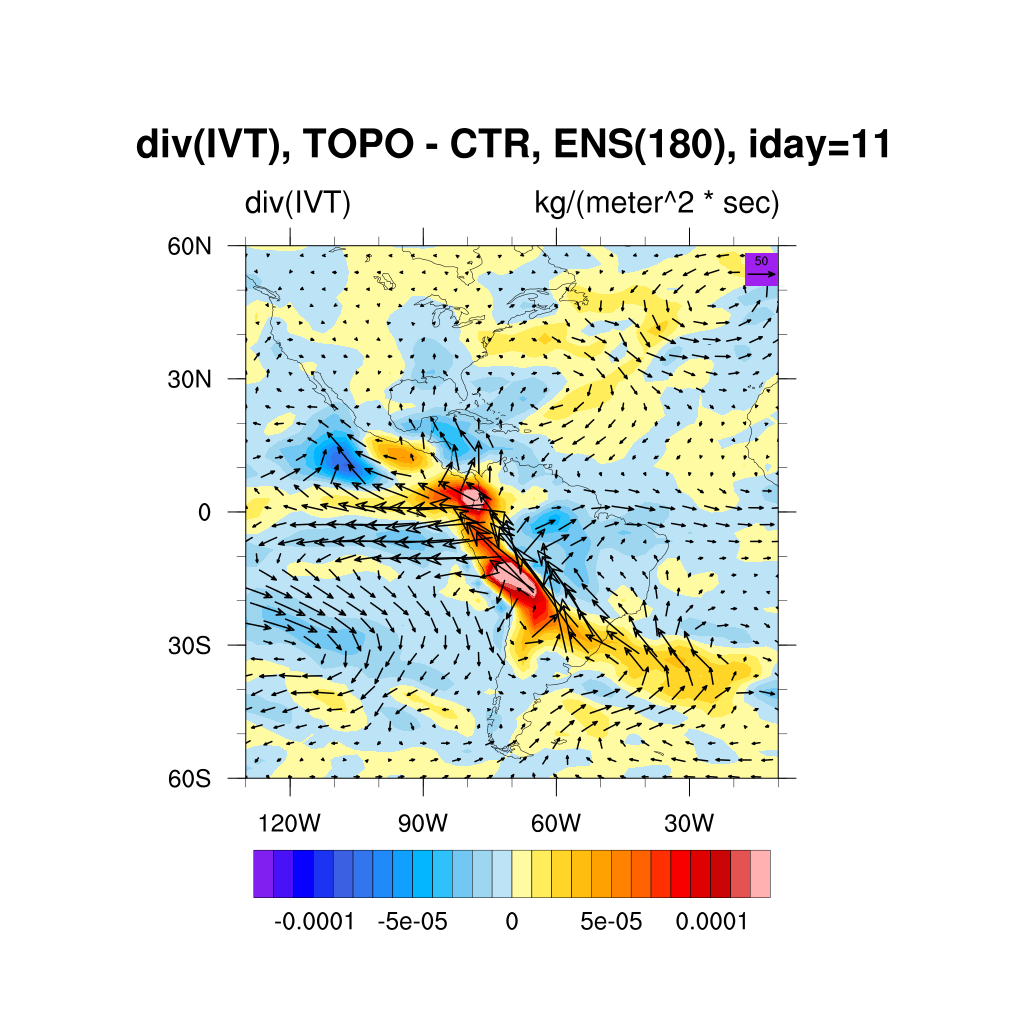 div(IVT), TOPO - CTR, ENS(180), iday=11
div(IVT) kg/(meter^2 * sec)
50
60N
30N
0
30S
60S
120W 90W 60W 30W
-0.0001 -5e-05 0 5e-05 0.0001